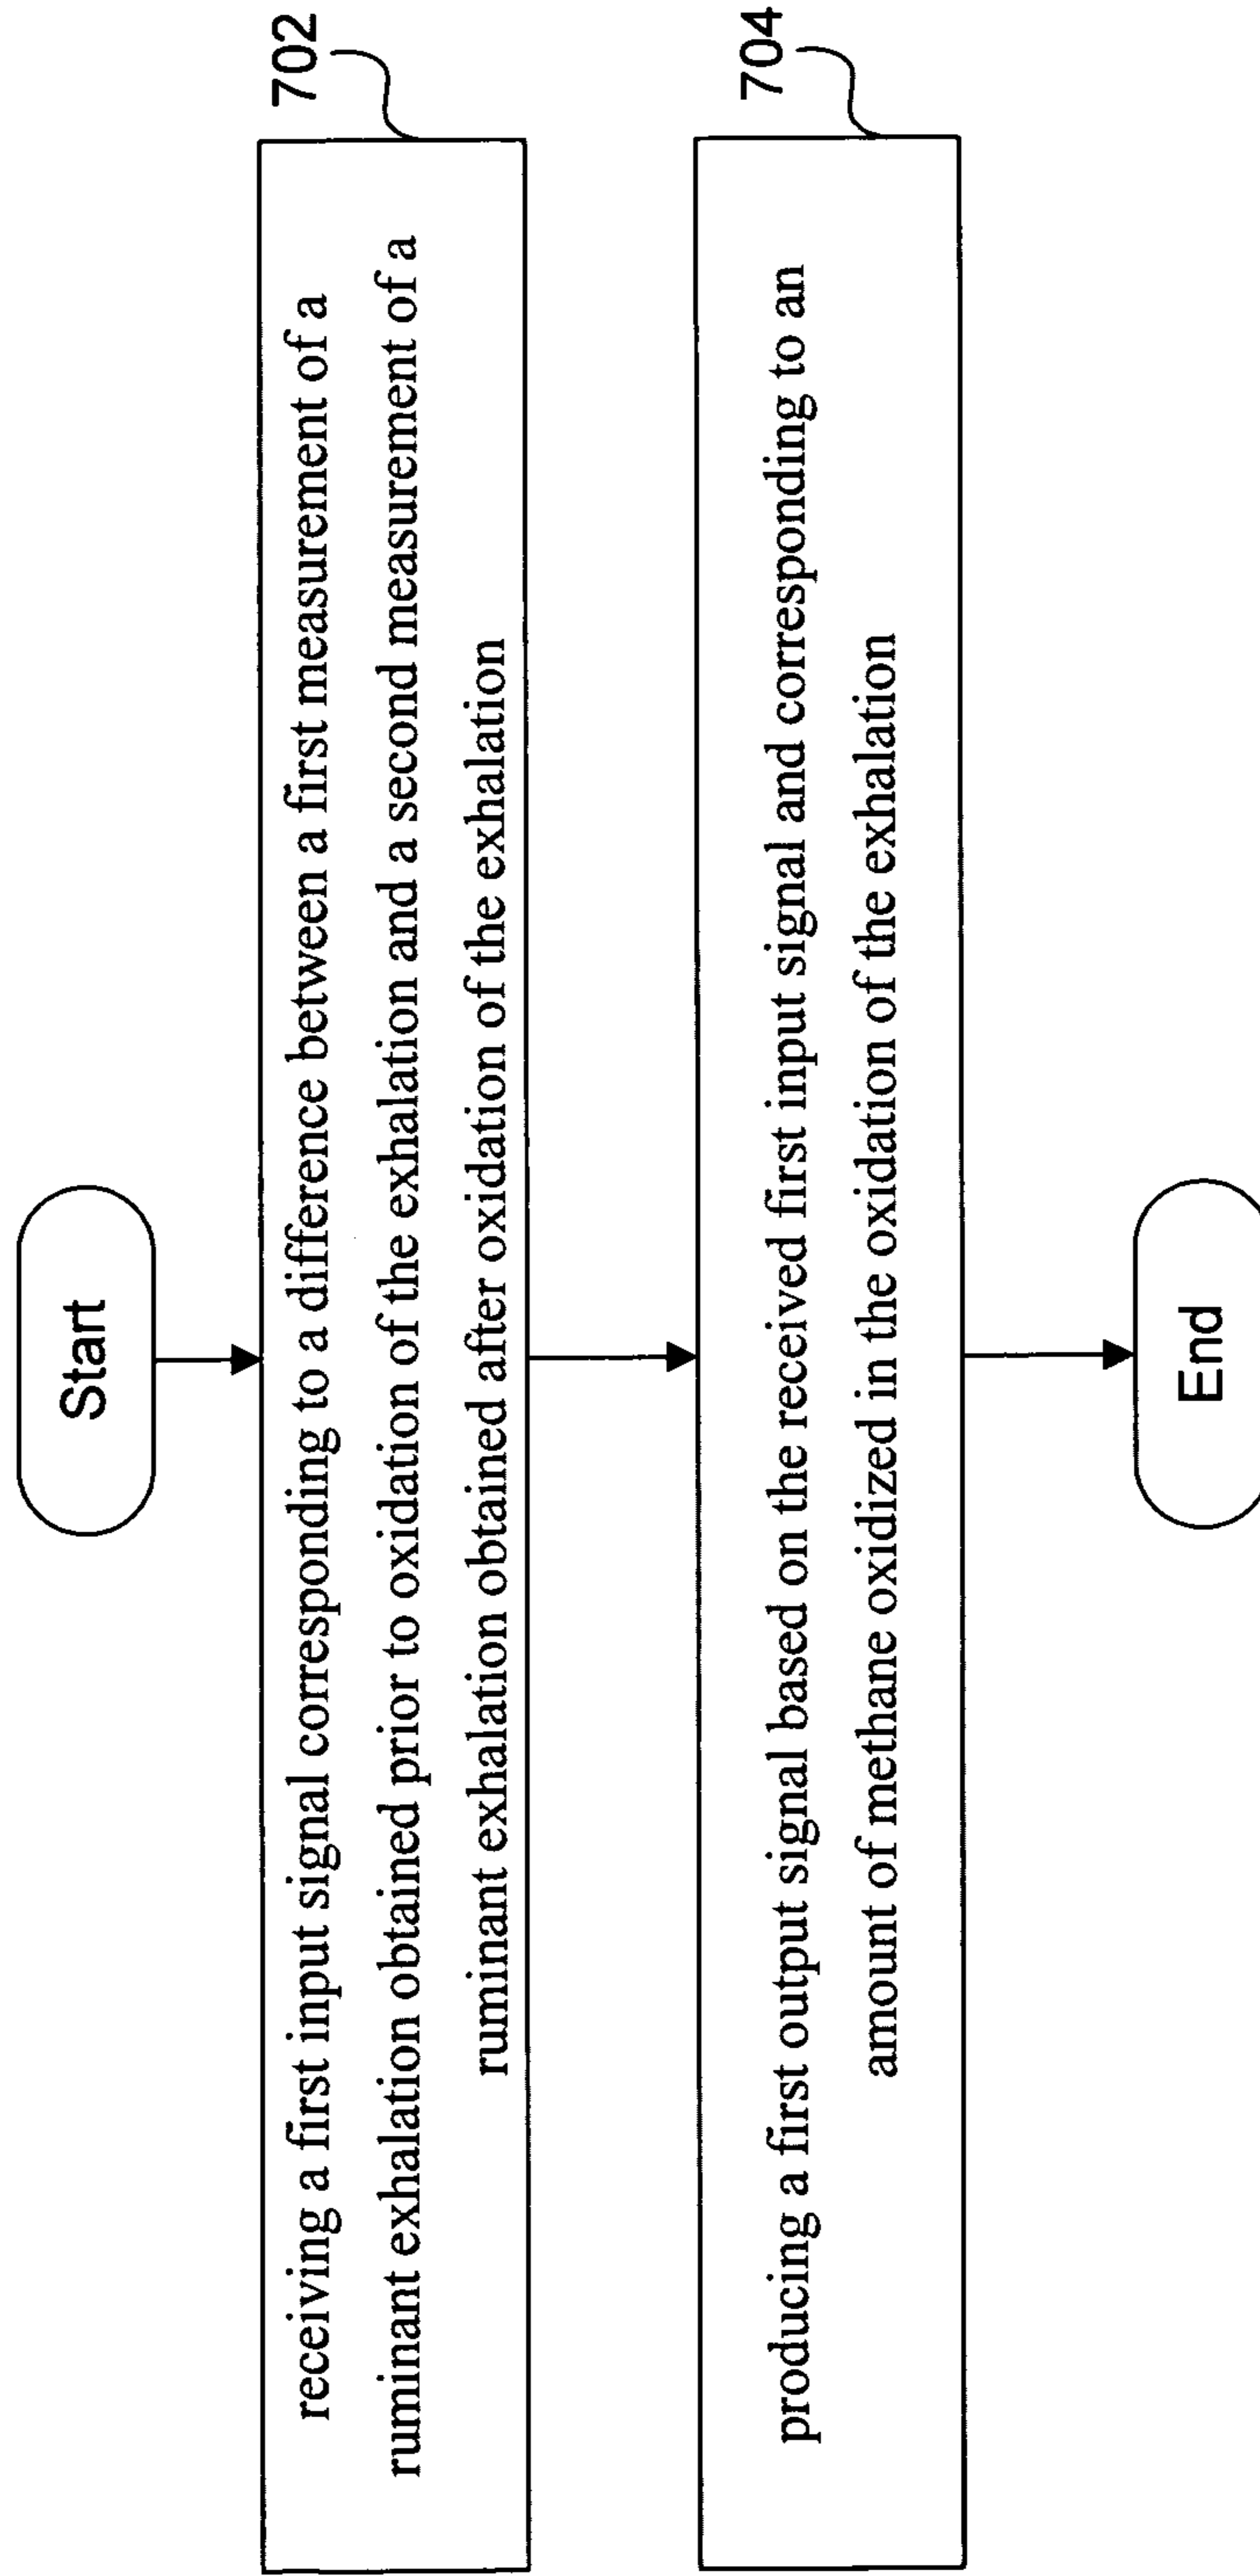 Start
702
receiving a first input signal corresponding to a difference between a first measurement of a
ruminant exhalation obtained prior to oxidation of the exhalation and a second measurement of a
ruminant exhalation obtained after oxidation of the exhalation
704
producing a first output signal based on the received first input signal and corresponding to an
amount of methane oxidized in the oxidation of the exhalation
End